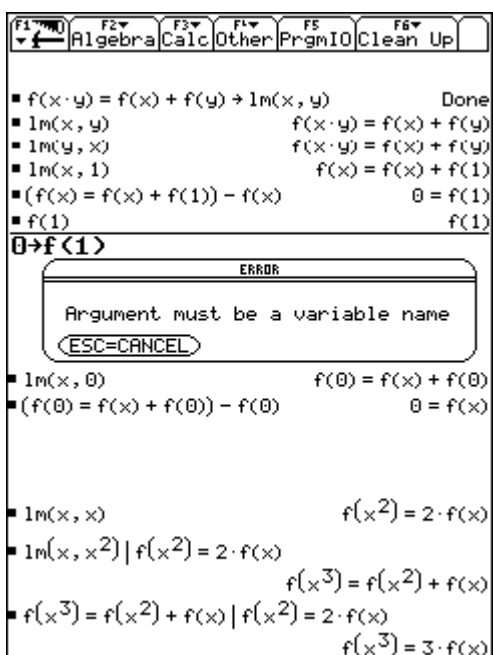 F1 F2 F3 F4 F5 F6
Algebra Calc Other PrgmIO Clean Up
▪ f(x·y) = f(x) + f(y) → lm(x, y) Done
▪ lm(x, y) f(x·y) = f(x) + f(y)
▪ lm(y, x) f(x·y) = f(x) + f(y)
▪ lm(x, 1) f(x) = f(x) + f(1)
▪ (f(x) = f(x) + f(1)) - f(x) 0 = f(1)
▪ f(1) f(1)
0→f(1)
ERROR
Argument must be a variable name
ESC=CANCEL
▪ lm(x, 0) f(0) = f(x) + f(0)
▪ (f(0) = f(x) + f(0)) - f(0) 0 = f(x)
▪ lm(x, x) f(x²) = 2·f(x)
▪ lm(x, x²) | f(x²) = 2·f(x)
f(x³) = f(x²) + f(x)
▪ f(x³) = f(x²) + f(x) | f(x²) = 2·f(x)
f(x³) = 3·f(x)